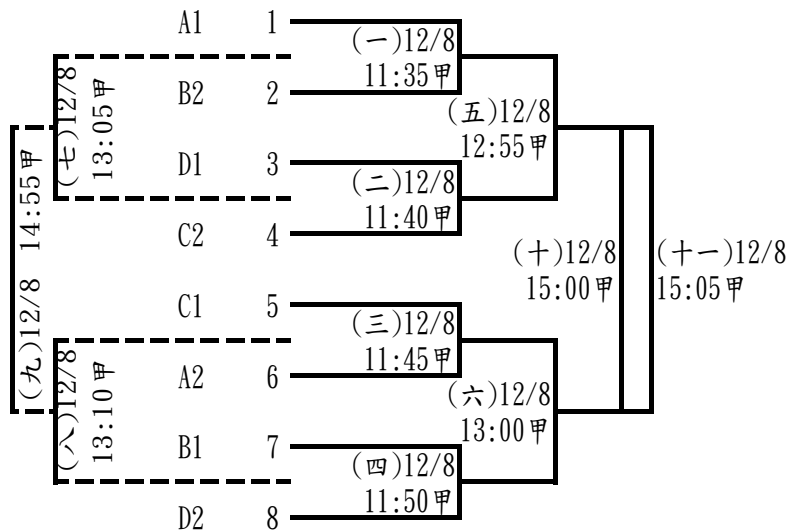 A1 1
(一)12/8
11:35甲
B2 2
(五)12/8
12:55甲
(七)12/8
13:05甲
D1 3
(二)12/8
11:40甲
C2 4
(九)12/8 14:55甲
(十)12/8
15:00甲
(十一)12/8
15:05甲
C1 5
(三)12/8
11:45甲
A2 6
(六)12/8
13:00甲
(八)12/8
13:10甲
B1 7
(四)12/8
11:50甲
D2 8